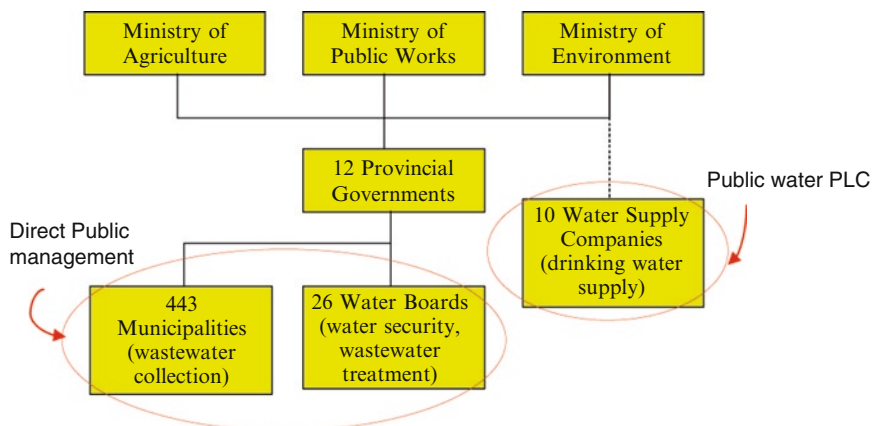 Ministry of
Agriculture
Ministry of
Public Works
Ministry of
Environment
12 Provincial
Governments
Public water PLC
10 Water Supply
Companies
(drinking water
supply)
Direct Public
management
443
Municipalities
(wastewater
collection)
26 Water Boards
(water security,
wastewater
treatment)